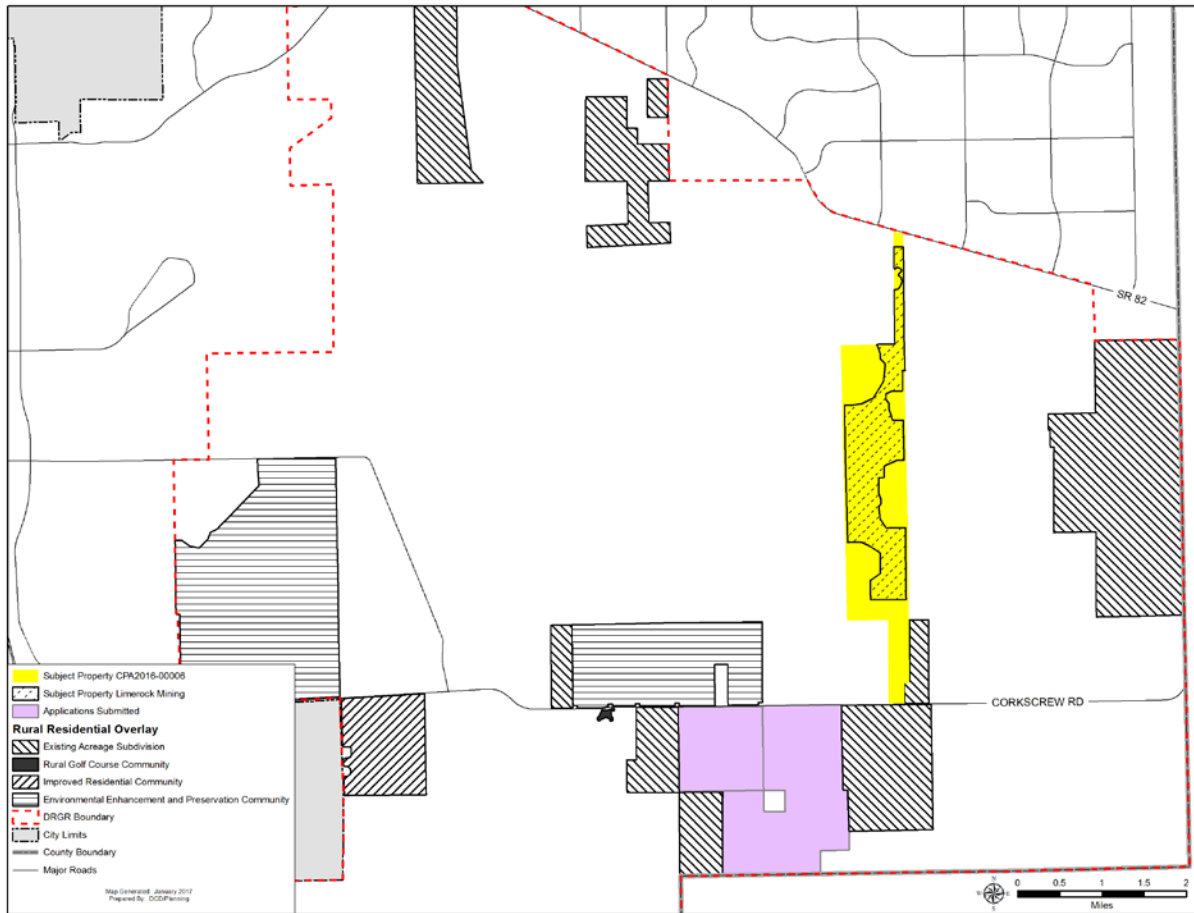 SR 82
CORKSCREW RD
Subject Property CPA2016-00006
Subject Property Limerock Mining
Applications Submitted
Rural Residential Overlay
Existing Acreage Subdivision
Rural Golf Course Community
Improved Residential Community
Environmental Enhancement and Preservation Community
DRGR Boundary
City Limits
County Boundary
Major Roads
Map Generated: January 2017
Prepared By: DCD/Planning
0 0.5 1 1.5 2
Miles